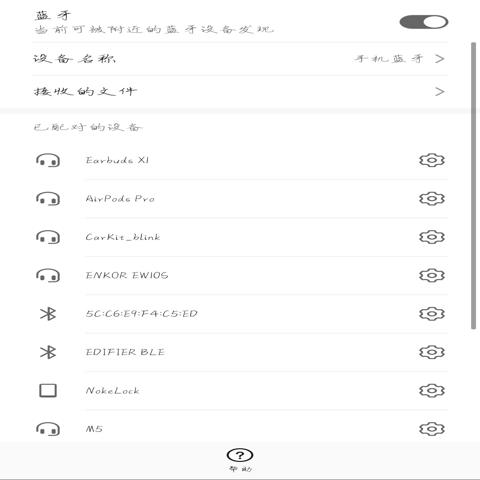 蓝牙
当前可被附近的蓝牙设备发现
设备名称
手机蓝牙
接收的文件
已配对的设备
Earbuds X1
AirPods Pro
CarKit_blink
ENKOR EW10S
5C:C6:E9:F4:C5:ED
EDIFIER BLE
NokeLock
M5
帮助